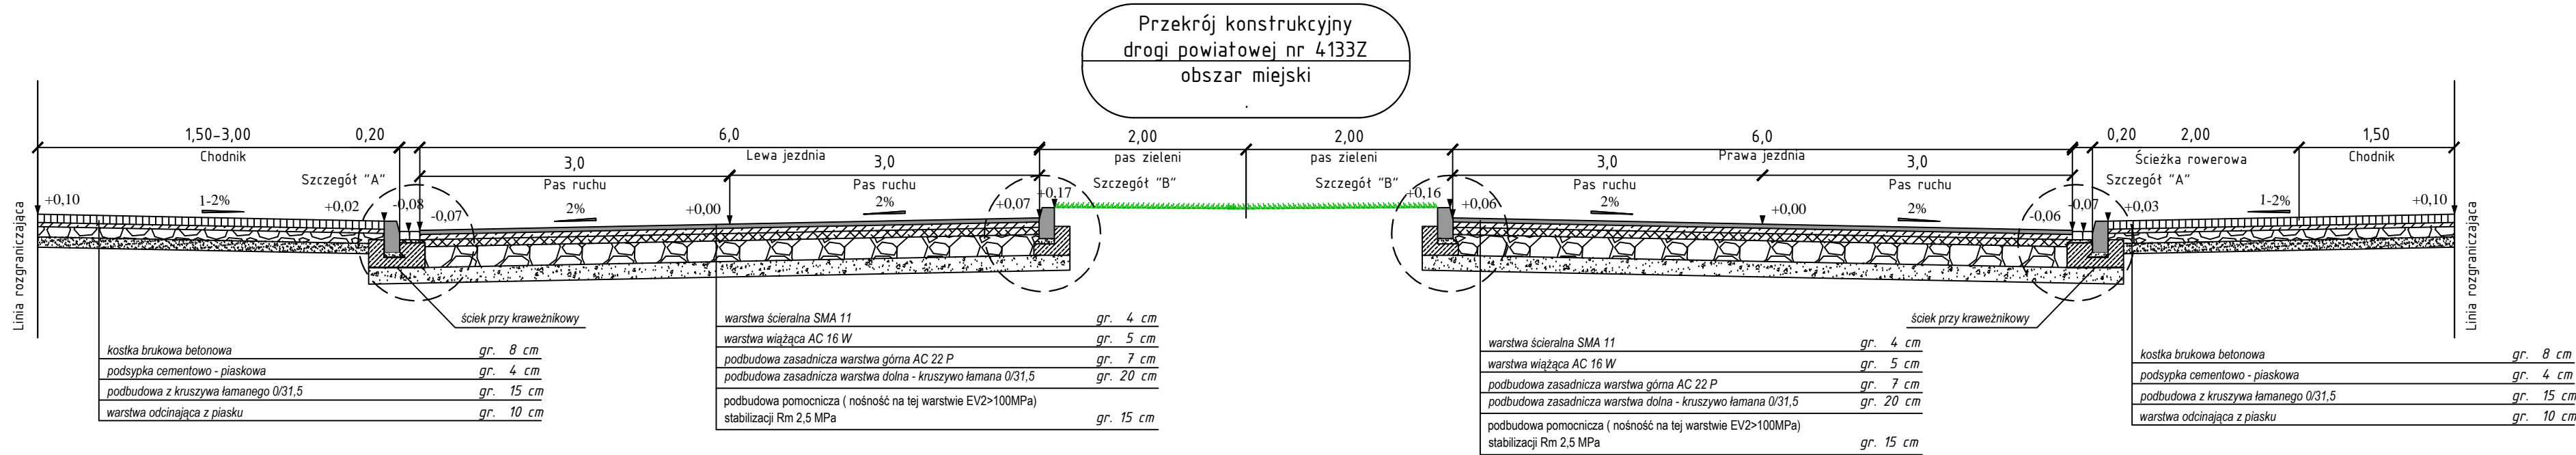 Przekrój konstrukcyjny
drogi powiatowej nr 4133Z
obszar miejski
.
1,50-3,00 0,20 6,0 2,00 2,00 6,0 0,20 2,00 1,50
Chodnik Lewa jezdnia pas zieleni pas zieleni Prawa jezdnia Ścieżka rowerowa Chodnik
3,0 3,0 3,0 3,0
Szczegół "A" Pas ruchu Pas ruchu Szczegół "B" Szczegół "B" Pas ruchu Pas ruchu Szczegół "A"
+0,10 1-2% +0,02 -0,08 -0,07 2% +0,00 2% +0,07 +0,17 +0,16 +0,06 2% +0,00 2% -0,06 -0,07 +0,03 1-2% +0,10
Linia rozgraniczająca
Linia rozgraniczająca
ściek przy kraweżnikowy
ściek przy kraweżnikowy
kostka brukowa betonowa gr. 8 cm
podsypka cementowo - piaskowa gr. 4 cm
podbudowa z kruszywa łamanego 0/31,5 gr. 15 cm
warstwa odcinająca z piasku gr. 10 cm
warstwa ścieralna SMA 11 gr. 4 cm
warstwa wiążąca AC 16 W gr. 5 cm
podbudowa zasadnicza warstwa górna AC 22 P gr. 7 cm
podbudowa zasadnicza warstwa dolna - kruszywo łamana 0/31,5 gr. 20 cm
podbudowa pomocnicza ( nośność na tej warstwie EV2>100MPa)
stabilizacji Rm 2,5 MPa gr. 15 cm
warstwa ścieralna SMA 11 gr. 4 cm
warstwa wiążąca AC 16 W gr. 5 cm
podbudowa zasadnicza warstwa górna AC 22 P gr. 7 cm
podbudowa zasadnicza warstwa dolna - kruszywo łamana 0/31,5 gr. 20 cm
podbudowa pomocnicza ( nośność na tej warstwie EV2>100MPa)
stabilizacji Rm 2,5 MPa gr. 15 cm
kostka brukowa betonowa gr. 8 cm
podsypka cementowo - piaskowa gr. 4 cm
podbudowa z kruszywa łamanego 0/31,5 gr. 15 cm
warstwa odcinająca z piasku gr. 10 cm